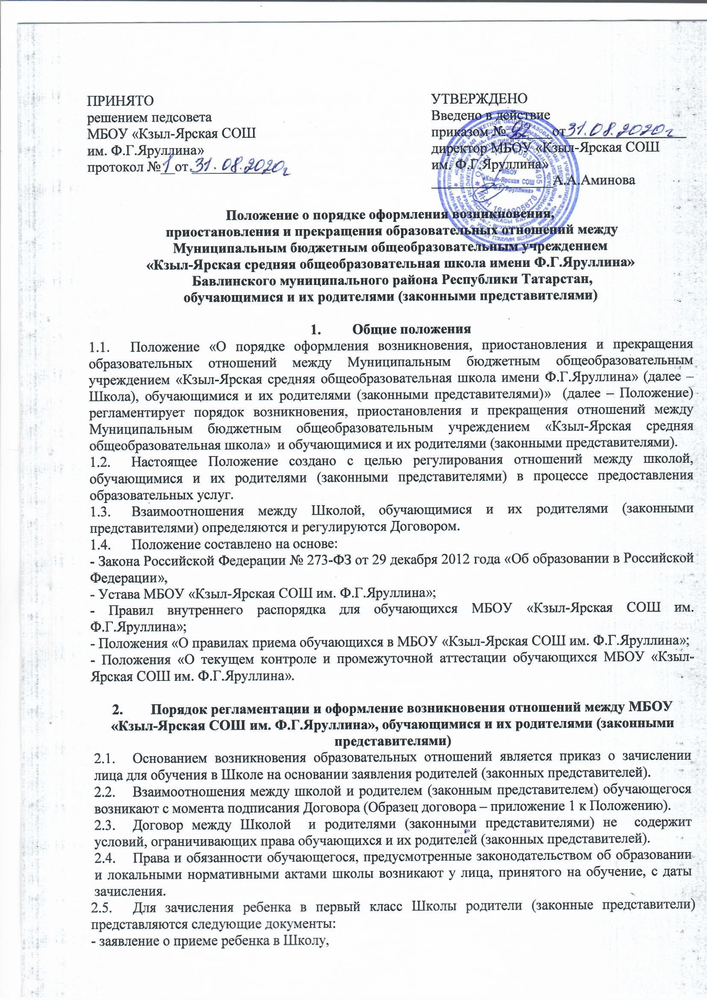 ПРИНЯТО
решением педсовета
МБОУ «Кзыл-Ярская СОШ
им. Ф.Г.Яруллина»
протокол № 1 от 31.08.2020г
УТВЕРЖДЕНО
Введено в действие
приказом № от 31.08.2020г
директор МБОУ «Кзыл-Ярская СОШ
им. Ф.Г.Яруллина»
А.А.Аминова
МБОУ
«Кзыл-Ярская СОШ
Ф.Г. Яруллина»
ИНН 1611005678
Положение о порядке оформления возникновения,
приостановления и прекращения образовательных отношений между
Муниципальным бюджетным общеобразовательным учреждением
«Кзыл-Ярская средняя общеобразовательная школа имени Ф.Г.Яруллина»
Бавлинского муниципального района Республики Татарстан,
обучающимися и их родителями (законными представителями)
1. Общие положения
1.1. Положение «О порядке оформления возникновения, приостановления и прекращения
образовательных отношений между Муниципальным бюджетным общеобразовательным
учреждением «Кзыл-Ярская средняя общеобразовательная школа имени Ф.Г.Яруллина» (далее –
Школа), обучающимися и их родителями (законными представителями)» (далее – Положение)
регламентирует порядок возникновения, приостановления и прекращения отношений между
Муниципальным бюджетным общеобразовательным учреждением «Кзыл-Ярская средняя
общеобразовательная школа» и обучающимися и их родителями (законными представителями).
1.2. Настоящее Положение создано с целью регулирования отношений между школой,
обучающимися и их родителями (законными представителями) в процессе предоставления
образовательных услуг.
1.3. Взаимоотношения между Школой, обучающимися и их родителями (законными
представителями) определяются и регулируются Договором.
1.4. Положение составлено на основе:
- Закона Российской Федерации № 273-ФЗ от 29 декабря 2012 года «Об образовании в Российской
Федерации»,
- Устава МБОУ «Кзыл-Ярская СОШ им. Ф.Г.Яруллина»;
- Правил внутреннего распорядка для обучающихся МБОУ «Кзыл-Ярская СОШ им.
Ф.Г.Яруллина»;
- Положения «О правилах приема обучающихся в МБОУ «Кзыл-Ярская СОШ им. Ф.Г.Яруллина»;
- Положения «О текущем контроле и промежуточной аттестации обучающихся МБОУ «Кзыл-
Ярская СОШ им. Ф.Г.Яруллина».
2. Порядок регламентации и оформление возникновения отношений между МБОУ
«Кзыл-Ярская СОШ им. Ф.Г.Яруллина», обучающимися и их родителями (законными
представителями)
2.1. Основанием возникновения образовательных отношений является приказ о зачислении
лица для обучения в Школе на основании заявления родителей (законных представителей).
2.2. Взаимоотношения между школой и родителем (законным представителем) обучающегося
возникают с момента подписания Договора (Образец договора – приложение 1 к Положению).
2.3. Договор между Школой и родителями (законными представителями) не содержит
условий, ограничивающих права обучающихся и их родителей (законных представителей).
2.4. Права и обязанности обучающегося, предусмотренные законодательством об образовании
и локальными нормативными актами школы возникают у лица, принятого на обучение, с даты
зачисления.
2.5. Для зачисления ребенка в первый класс Школы родители (законные представители)
представляются следующие документы:
- заявление о приеме ребенка в Школу,